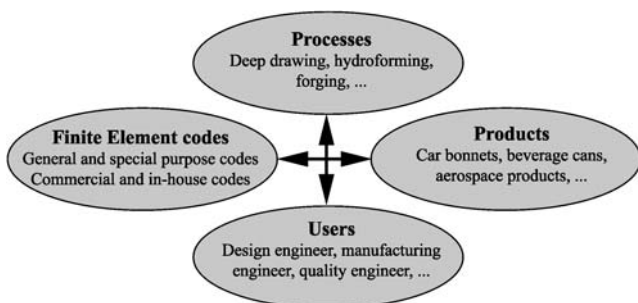 Processes
Deep drawing, hydroforming,
forging, ...
Finite Element codes
General and special purpose codes
Commercial and in-house codes
Products
Car bonnets, beverage cans,
aerospace products, ...
Users
Design engineer, manufacturing
engineer, quality engineer, ...